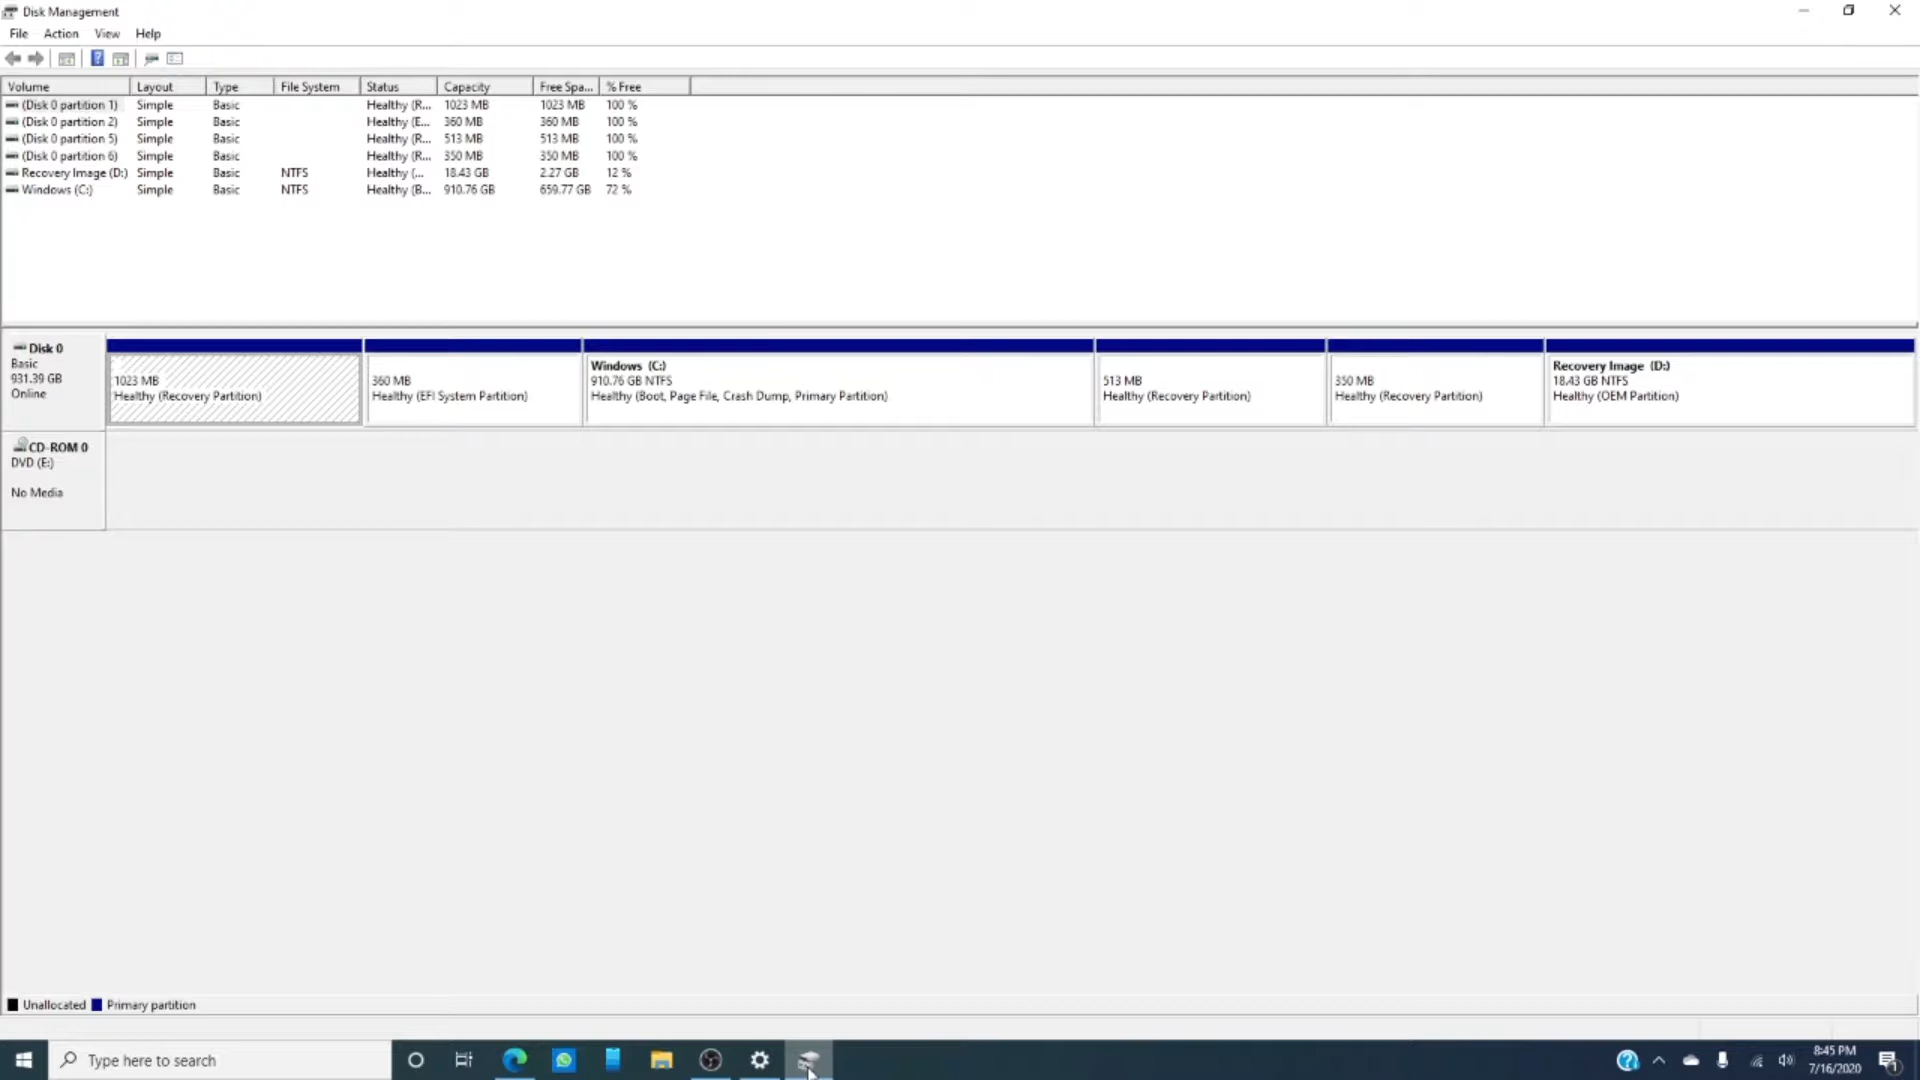 Disk Management
File Action View Help
Volume Layout Type File System Status Capacity Free Spa... % Free
(Disk 0 partition 1) Simple Basic Healthy (R... 1023 MB 1023 MB 100 %
(Disk 0 partition 2) Simple Basic Healthy (E... 360 MB 360 MB 100 %
(Disk 0 partition 5) Simple Basic Healthy (R... 513 MB 513 MB 100 %
(Disk 0 partition 6) Simple Basic Healthy (R... 350 MB 350 MB 100 %
Recovery Image (D:) Simple Basic NTFS Healthy (... 18.43 GB 2.27 GB 12 %
Windows (C:) Simple Basic NTFS Healthy (B... 910.76 GB 659.77 GB 72 %
Disk 0
Basic
931.39 GB
Online
1023 MB
Healthy (Recovery Partition)
360 MB
Healthy (EFI System Partition)
Windows (C:)
910.76 GB NTFS
Healthy (Boot, Page File, Crash Dump, Primary Partition)
513 MB
Healthy (Recovery Partition)
350 MB
Healthy (Recovery Partition)
Recovery Image (D:)
18.43 GB NTFS
Healthy (OEM Partition)
CD-ROM 0
DVD (E:)
No Media
Unallocated Primary partition
Type here to search
8:45 PM
7/16/2020
1